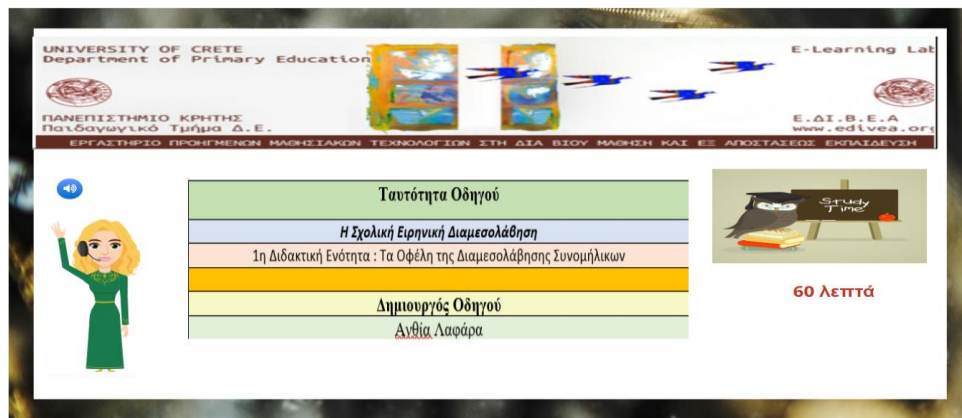 UNIVERSITY OF CRETE
Department of Primary Education
E-Learning Lab
ΠΑΝΕΠΙΣΤΗΜΙΟ ΚΡΗΤΗΣ
Παιδαγωγικό Τμήμα Δ.Ε.
Ε.ΔΙ.Β.Ε.Α
www.edivea.org
ΕΡΓΑΣΤΗΡΙΟ ΠΡΟΗΓΜΕΝΩΝ ΜΑΘΗΣΙΑΚΩΝ ΤΕΧΝΟΛΟΓΙΩΝ ΣΤΗ ΔΙΑ ΒΙΟΥ ΜΑΘΗΣΗ ΚΑΙ ΕΞ ΑΠΟΣΤΑΣΕΩΣ ΕΚΠΑΙΔΕΥΣΗ
Ταυτότητα Οδηγού
Η Σχολική Ειρηνική Διαμεσολάβηση
1η Διδακτική Ενότητα : Τα Οφέλη της Διαμεσολάβησης Συνομήλικων
Δημιουργός Οδηγού
Ανθία Λαφάρα
Study
Time
60 λεπτά